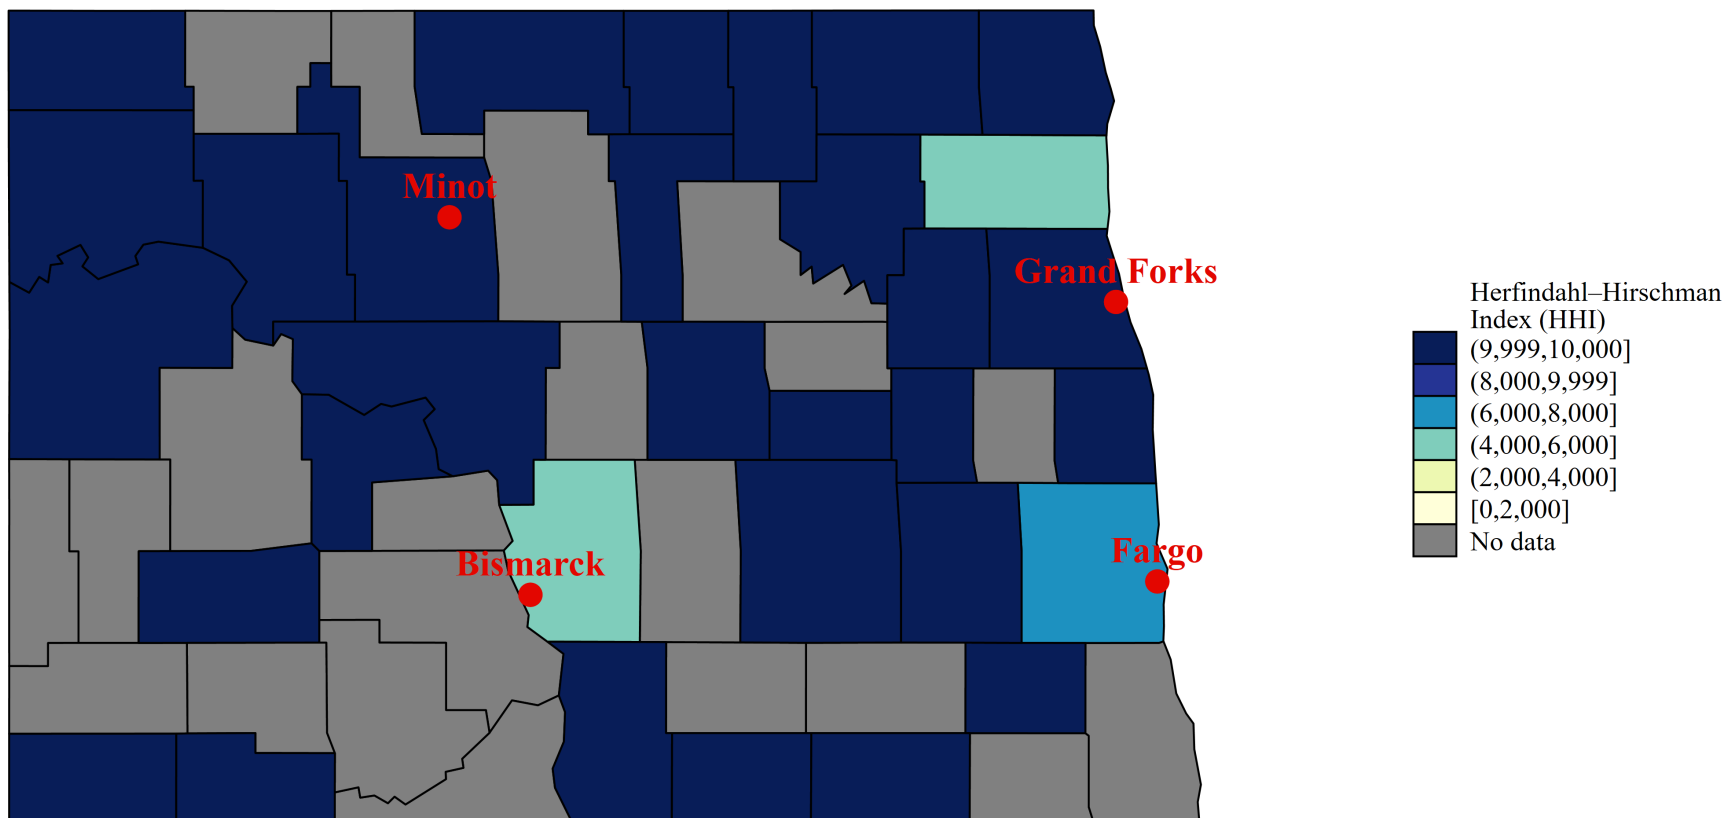 Minot
Grand Forks
Bismarck
Fargo
Herfindahl–Hirschman
Index (HHI)
(9,999,10,000]
(8,000,9,999]
(6,000,8,000]
(4,000,6,000]
(2,000,4,000]
[0,2,000]
No data